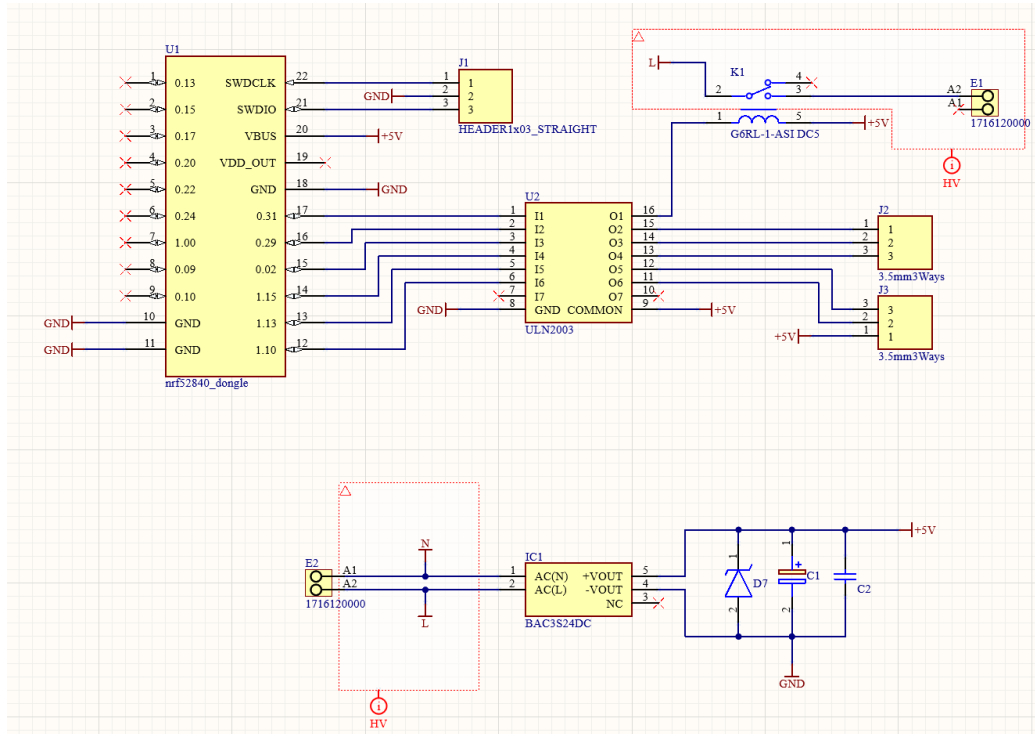 U1
1 0.13 SWDCLK 22
2 0.15 SWDIO 21
3 0.17 VBUS 20 +5V
4 0.20 VDD_OUT 19
5 0.22 GND 18 GND
6 0.24 0.31 17
7 1.00 0.29 16
8 0.09 0.02 15
9 0.10 1.15 14
GND 10 GND 1.13 13
GND 11 GND 1.10 12
nrf52840_dongle
J1
1 1
GND 2 2
3 3
HEADER1x03_STRAIGHT
L
K1
2 4
3
A2 E1
A1
1716120000
1 5 +5V
G6RL-1-ASI DC5
HV
U2
1 I1 O1 16
2 I2 O2 15
3 I3 O3 14
4 I4 O4 13
5 I5 O5 12
6 I6 O6 11
7 I7 O7 10
GND 8 GND COMMON 9 +5V
ULN2003
J2
1 1
2 2
3 3
3.5mm3Ways
J3
3 3
2 2
+5V 1 1
3.5mm3Ways
E2
A1
A2
1716120000
N
L
HV
IC1
1 AC(N) +VOUT 5
2 AC(L) -VOUT 4
NC 3
BAC3S24DC
+5V
1 D7 2
1 + C1 2
C2
GND